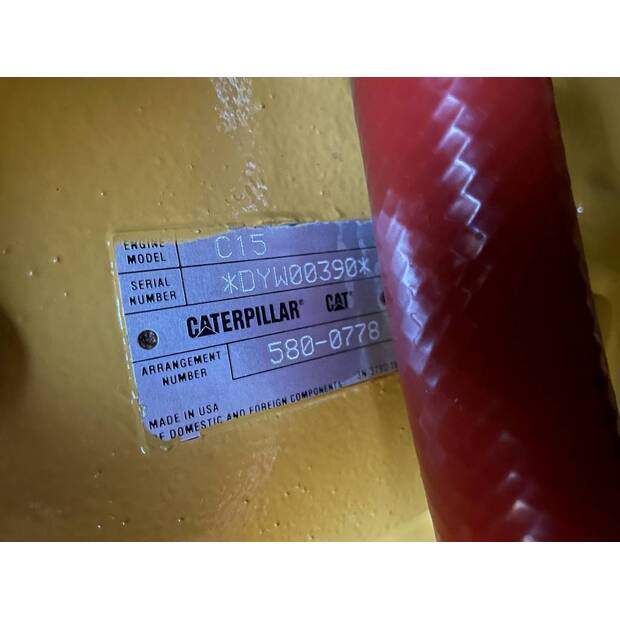 ENGINE MODEL C15
SERIAL NUMBER *DYW00390*
CATERPILLAR® CAT®
ARRANGEMENT NUMBER 580-0778
MADE IN USA
DOMESTIC AND FOREIGN COMPONENTS